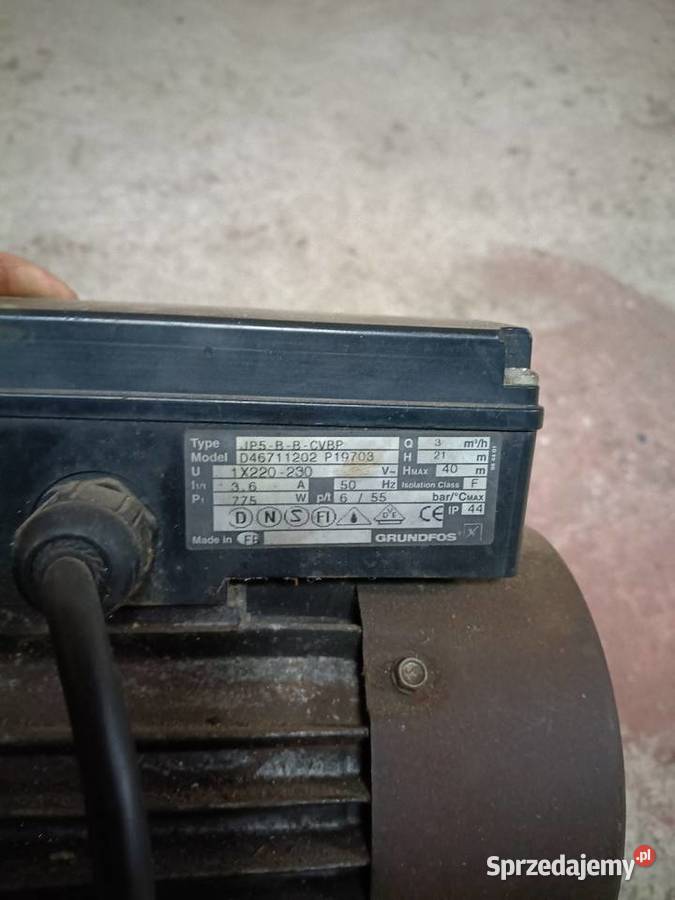 Type JP5-B-B-CVBP Q 3 m³/h
Model D46711202 P19703 H 21 m
U 1X220-230 V~ HMAX 40 m
I1/1 3.6 A 50 Hz Isolation Class F
P1 775 W p/t 6 / 55 bar/°CMAX
D N S FI CE IP 44
Made in GRUNDFOS
Sprzedajemy.pl